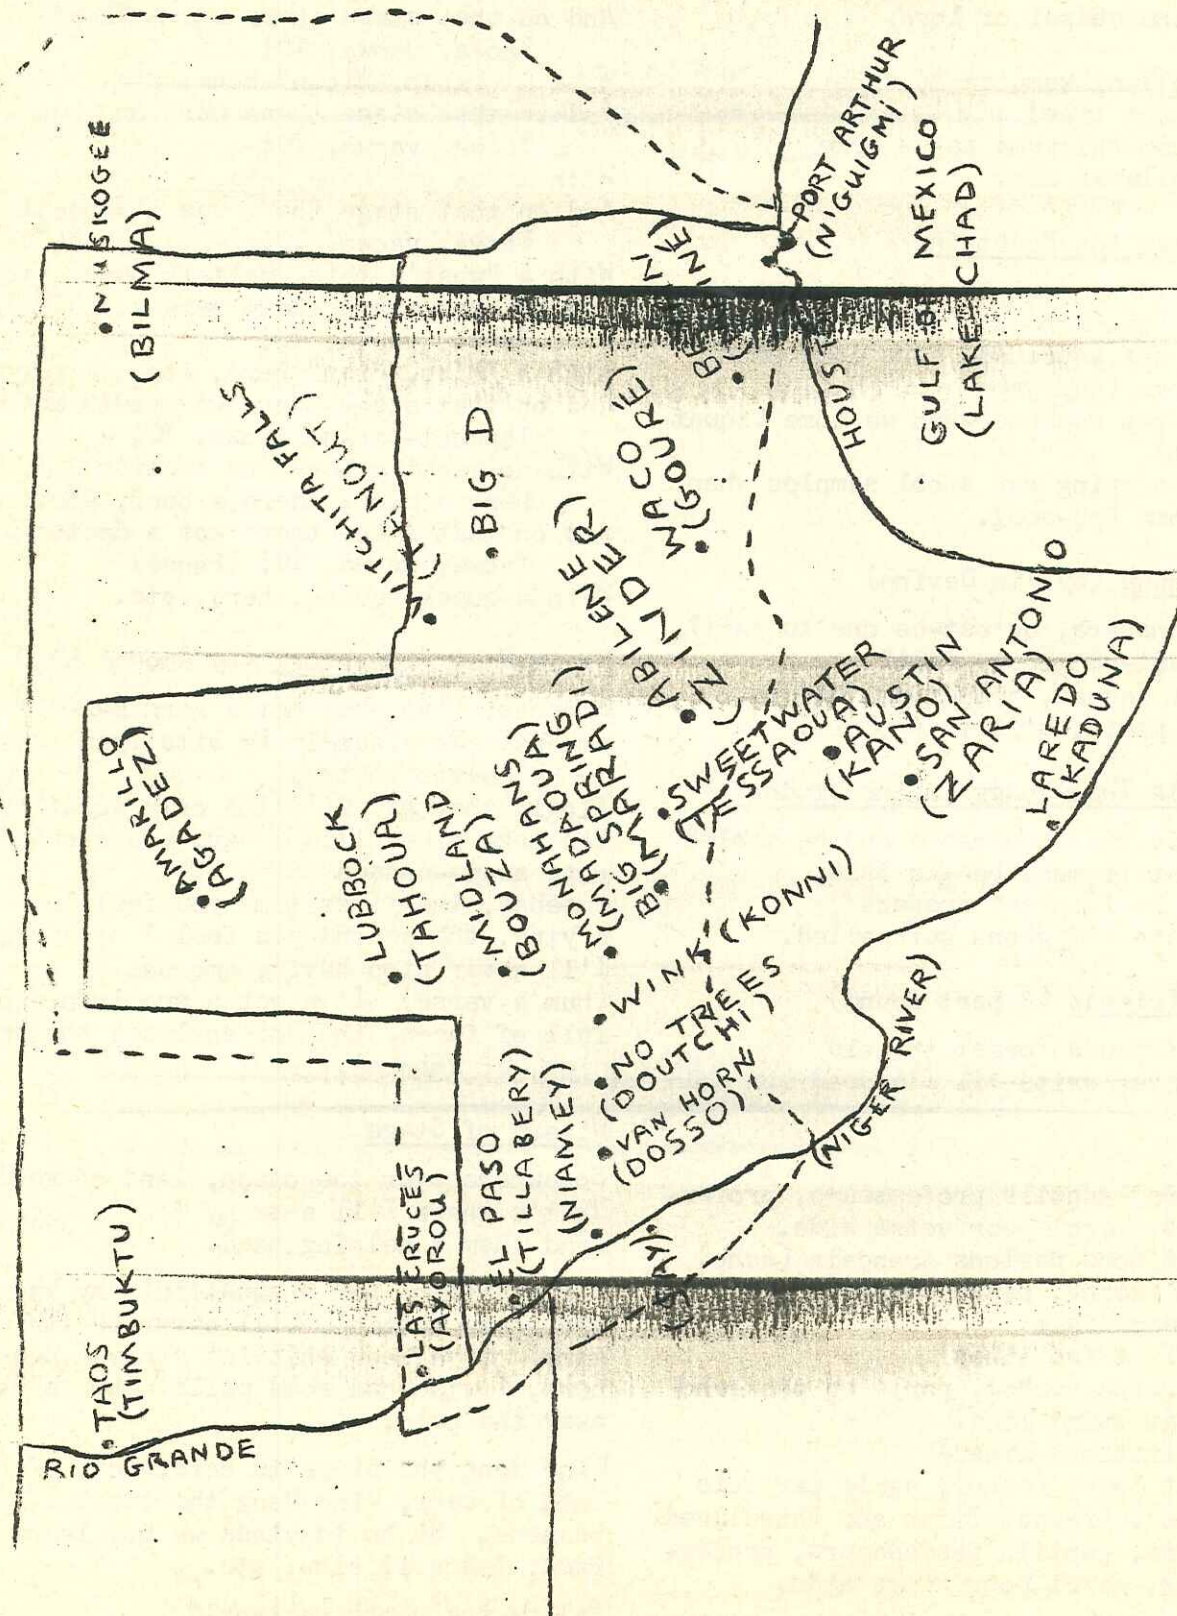 • MUSKOGEE
(BILMA)
• PORT ARTHUR
(N'GUIGMI)
GULF OF MEXICO
(LAKE CHAD)
HOUSTON
WICHITA FALLS
(TANOUT)
• BIG D
WACO
• (GOURE)
ABILENE
• (ZINDER)
• AMARILLO
(AGADEZ)
• LUBBOCK
(TAHOUA)
• MIDLAND
(BOUZA)
• MONAHANS
(MADAOUA)
BIG SPRING
• (MARADI)
• SWEETWATER
(TESSAOUA)
• AUSTIN
(KANO)
• SAN ANTONIO
(ZARIA)
• LAREDO
(KADUNA)
• WINK (KONNI)
• NO TREES
(DOUTCHI)
• VAN HORN
(DOSSO)
(NIGER RIVER)
• TAOS
(TIMBUKTU)
RIO GRANDE
• LAS CRUCES
(AYOROU)
• EL PASO
(TILLABERY)
• (NIAMEY)
(SAY)